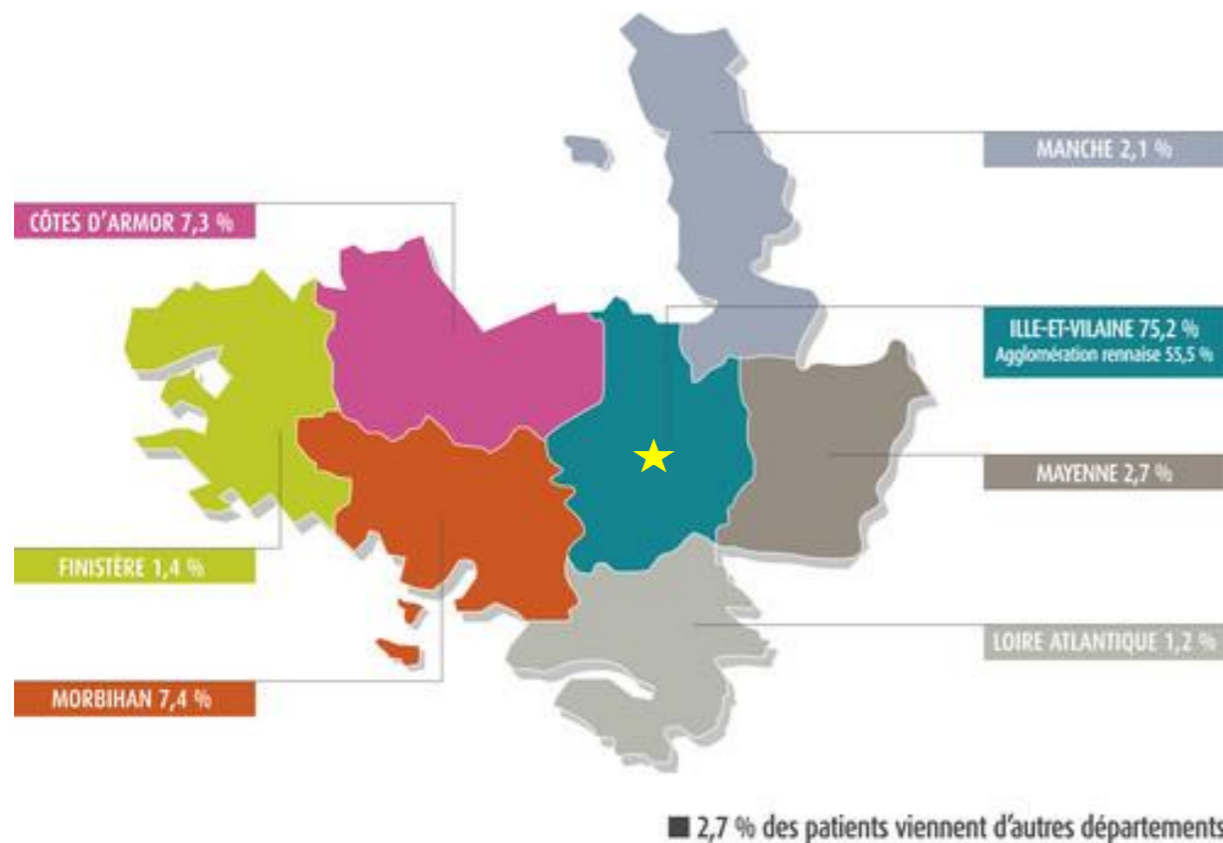 MANCHE 2,1 %
CÔTES D'ARMOR 7,3 %
ILLE-ET-VILAINE 75,2 %
Agglomération rennaise 55,5 %
MAYENNE 2,7 %
FINISTÈRE 1,4 %
LOIRE ATLANTIQUE 1,2 %
MORBIHAN 7,4 %
2,7 % des patients viennent d'autres départements